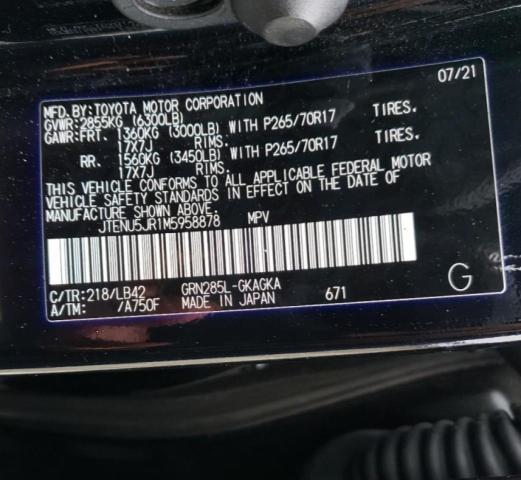 07/21
MFD.BY:TOYOTA MOTOR CORPORATION
GVWR:2855KG (6300LB)
GAWR:FRT. 1360KG (3000LB) WITH P265/70R17 TIRES.
17X7J RIMS.
RR. 1560KG (3450LB) WITH P265/70R17 TIRES.
17X7J RIMS.
THIS VEHICLE CONFORMS TO ALL APPLICABLE FEDERAL MOTOR
VEHICLE SAFETY STANDARDS IN EFFECT ON THE DATE OF
MANUFACTURE SHOWN ABOVE.
JTENU5JR1M5958878 MPV
C/TR:218/LB42 GRN285L-GKAGKA
A/TM: /A750F MADE IN JAPAN 671 G